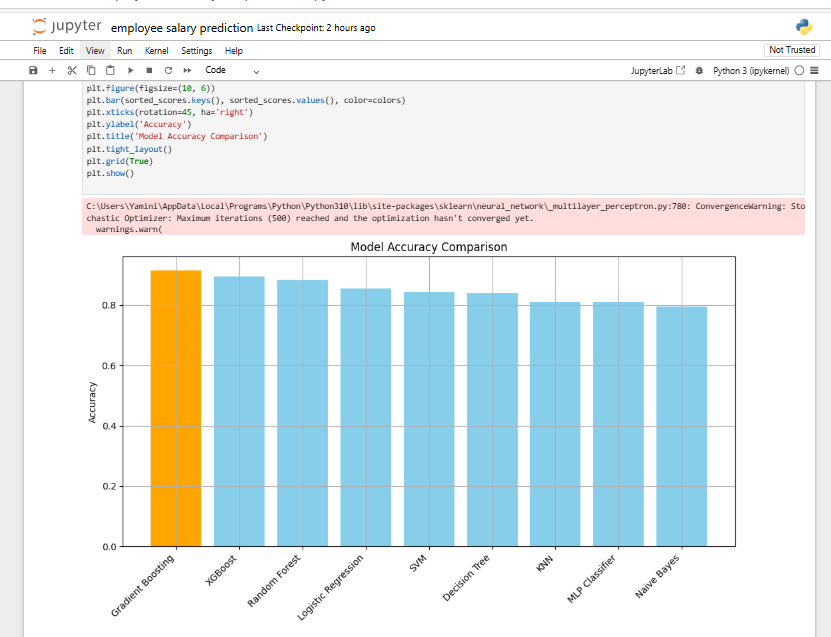 jupyter employee salary prediction Last Checkpoint: 2 hours ago
File Edit View Run Kernel Settings Help Not Trusted
Code JupyterLab Python 3 (ipykernel)
plt.figure(figsize=(10, 6))
plt.bar(sorted_scores.keys(), sorted_scores.values(), color=colors)
plt.xticks(rotation=45, ha='right')
plt.ylabel('Accuracy')
plt.title('Model Accuracy Comparison')
plt.tight_layout()
plt.grid(True)
plt.show()
C:\Users\Yamini\AppData\Local\Programs\Python\Python310\lib\site-packages\sklearn\neural_network\_multilayer_perceptron.py:780: ConvergenceWarning: Sto
chastic Optimizer: Maximum iterations (500) reached and the optimization hasn't converged yet.
warnings.warn(
Model Accuracy Comparison
Accuracy
0.8
0.6
0.4
0.2
0.0
Gradient Boosting
XGBoost
Random Forest
Logistic Regression
SVM
Decision Tree
KNN
MLP Classifier
Naive Bayes